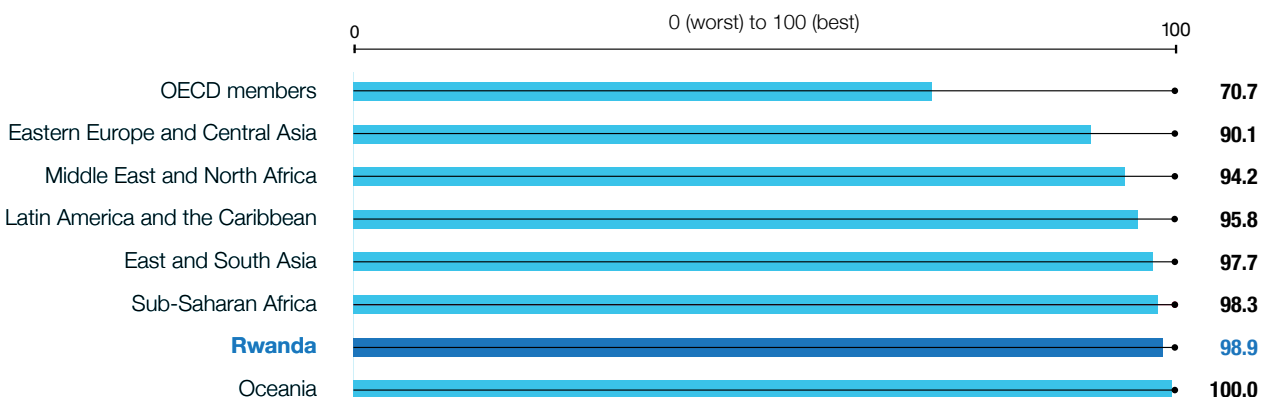 0 (worst) to 100 (best)
0 100
OECD members 70.7
Eastern Europe and Central Asia 90.1
Middle East and North Africa 94.2
Latin America and the Caribbean 95.8
East and South Asia 97.7
Sub-Saharan Africa 98.3
Rwanda 98.9
Oceania 100.0